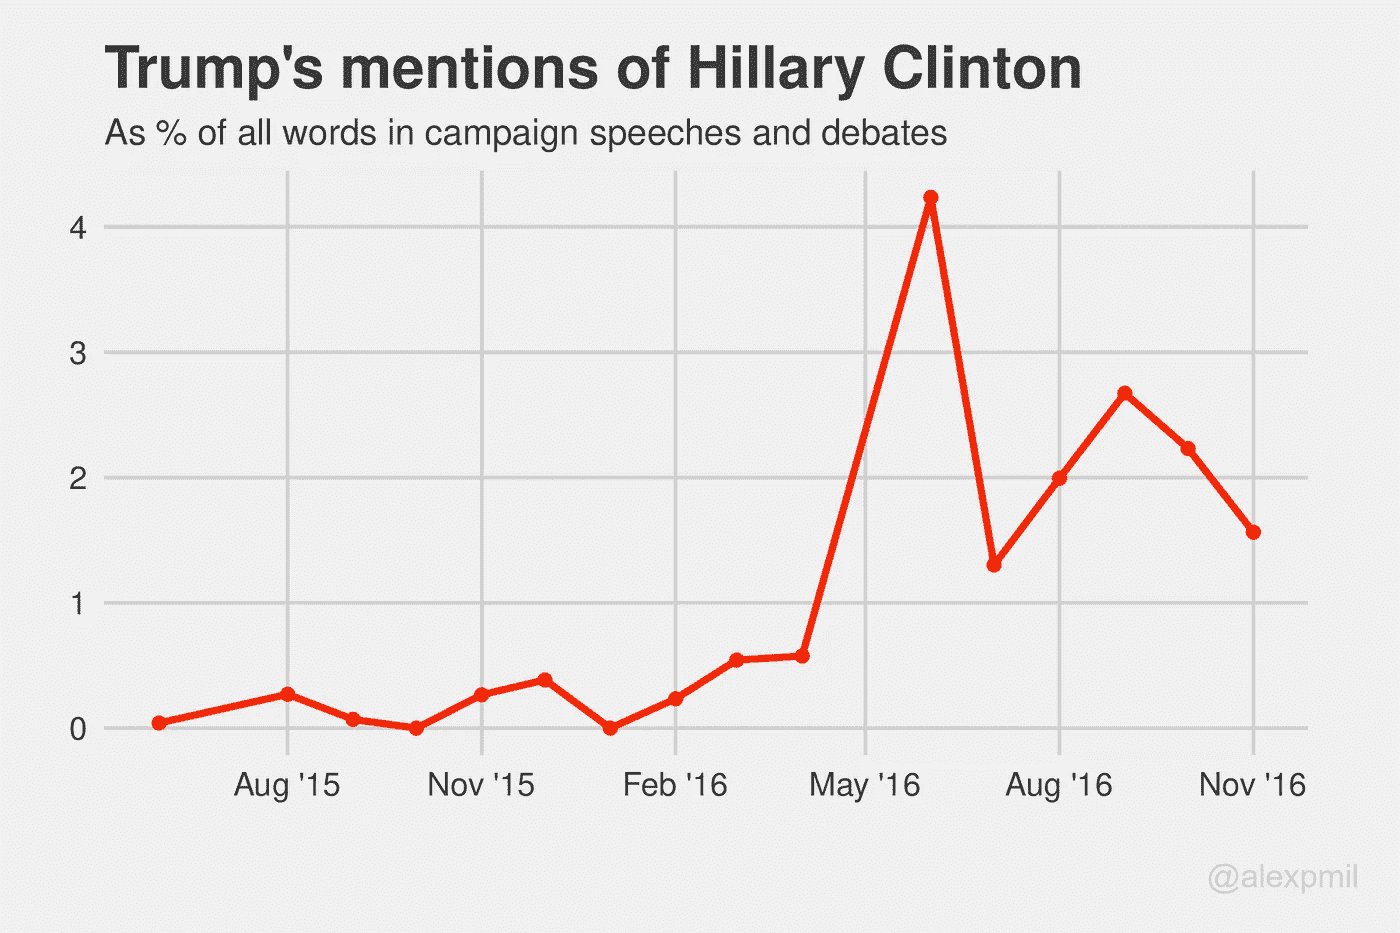 Trump's mentions of Hillary Clinton
As % of all words in campaign speeches and debates
4
3
2
1
0
Aug '15 Nov '15 Feb '16 May '16 Aug '16 Nov '16
@alexpmil